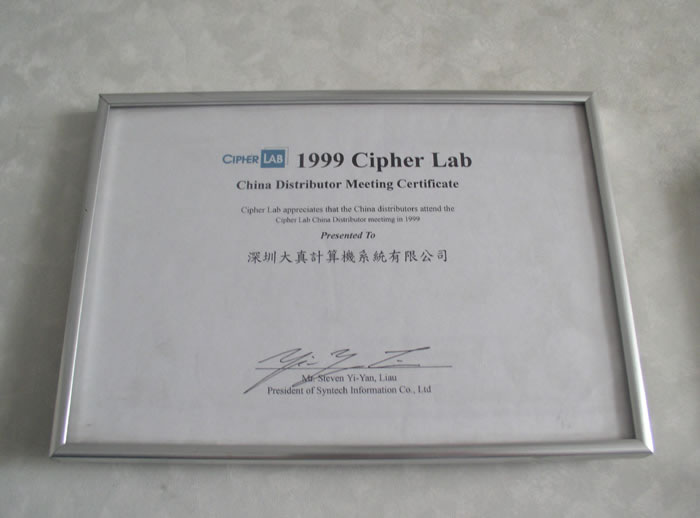 CIPHER LAB 1999 Cipher Lab
China Distributor Meeting Certificate
Cipher Lab appreciates that the China distributors attend the
Cipher Lab China Distributor meetimg in 1999
Presented To
深圳大真計算機系統有限公司
Mr. Steven Yi-Yan, Liau
President of Syntech Information Co., Ltd